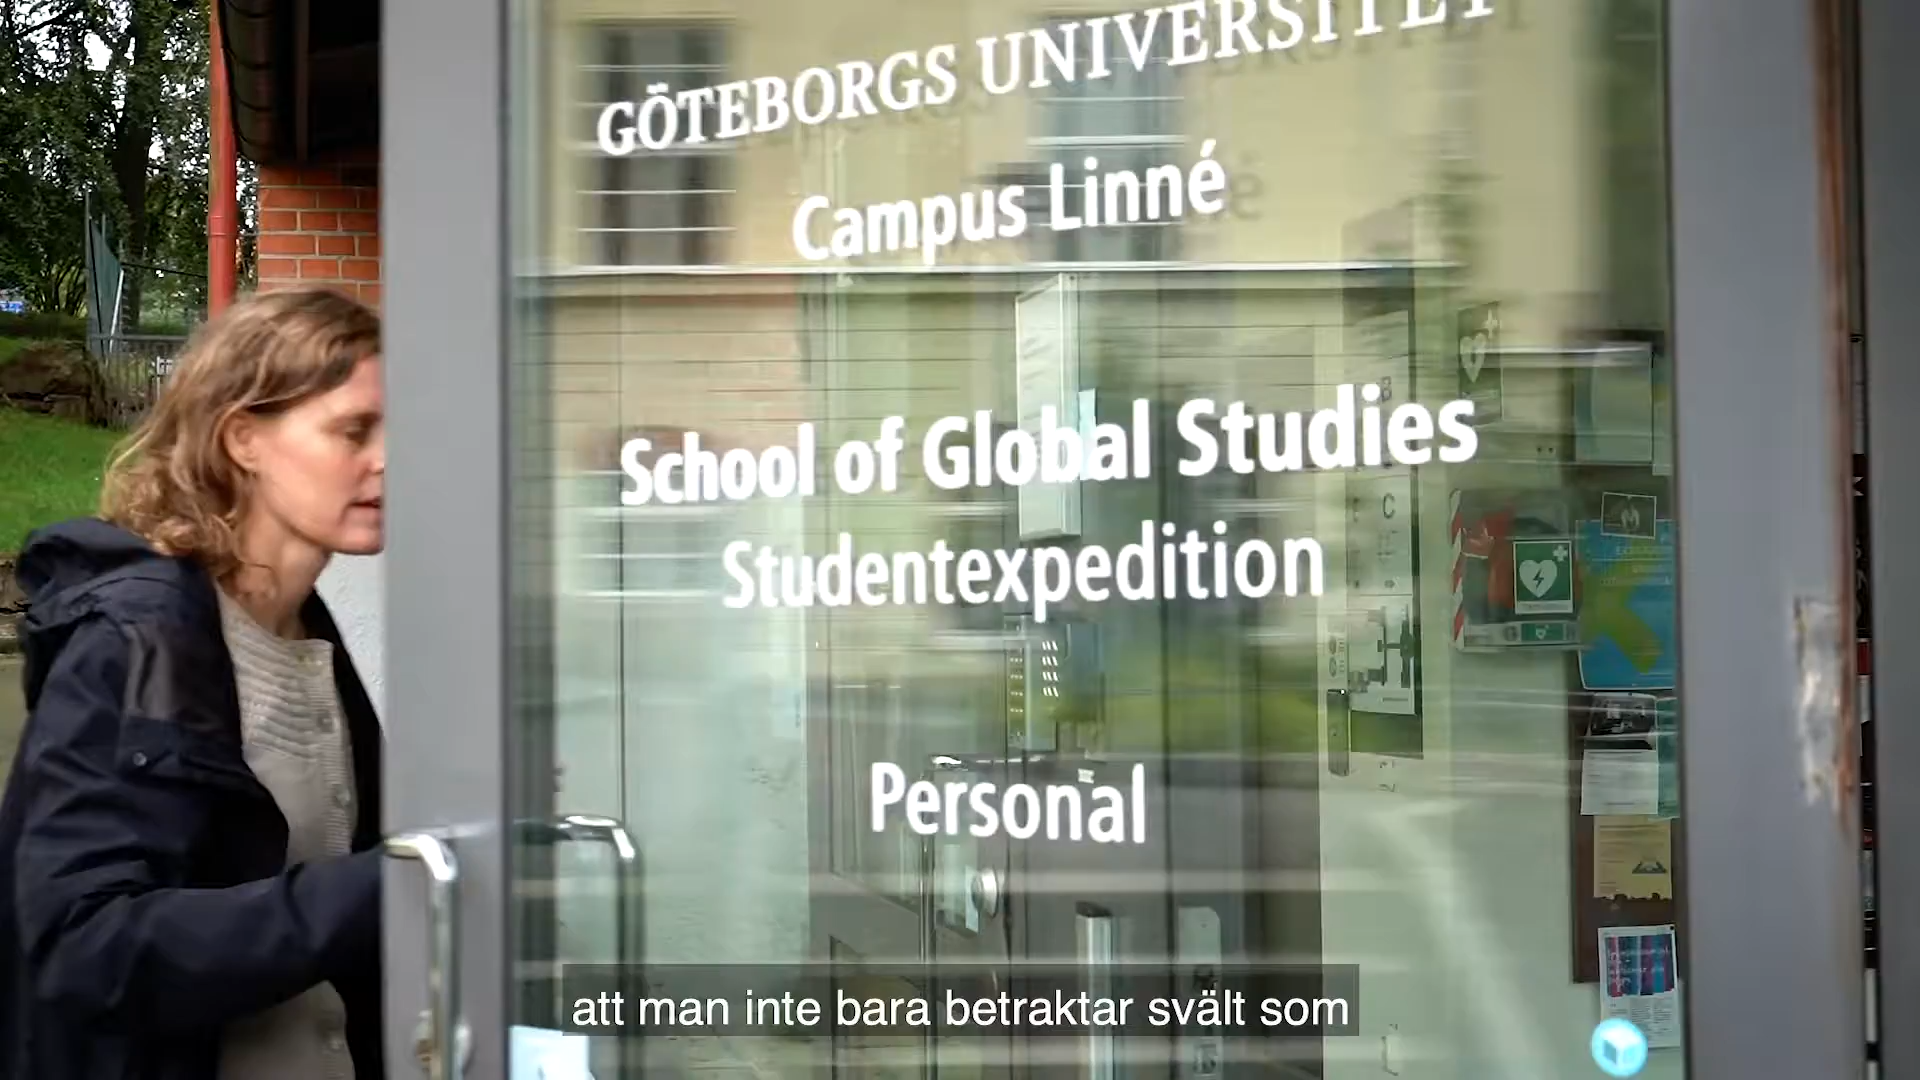 GÖTEBORGS UNIVERSITET
Campus Linné
School of Global Studies
Studentexpedition
Personal
att man inte bara betraktar svält som